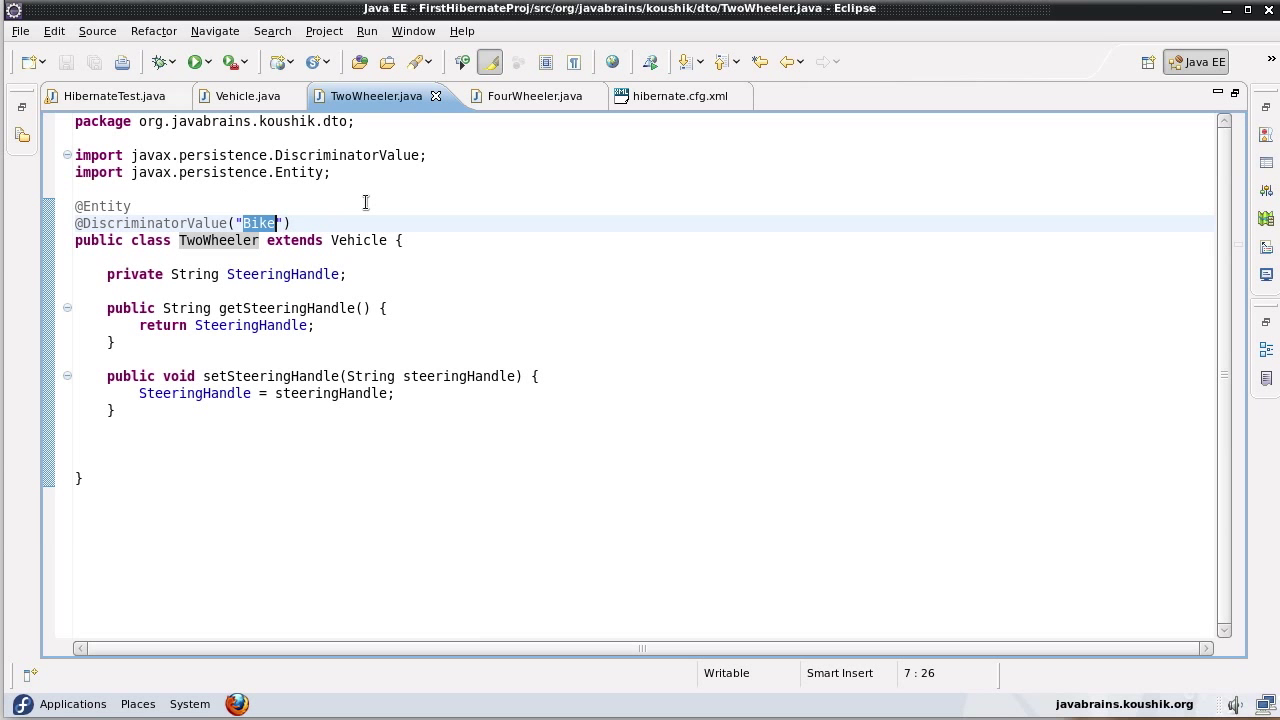 Java EE - FirstHibernateProj/src/org/javabrains/koushik/dto/TwoWheeler.java - Eclipse
File Edit Source Refactor Navigate Search Project Run Window Help
Java EE »
HibernateTest.java Vehicle.java TwoWheeler.java FourWheeler.java hibernate.cfg.xml
package org.javabrains.koushik.dto;
import javax.persistence.DiscriminatorValue;
import javax.persistence.Entity;
@Entity
@DiscriminatorValue("Bike")
public class TwoWheeler extends Vehicle {
private String SteeringHandle;
public String getSteeringHandle() {
return SteeringHandle;
}
public void setSteeringHandle(String steeringHandle) {
SteeringHandle = steeringHandle;
}
}
Writable Smart Insert 7 : 26
Applications Places System javabrains.koushik.org